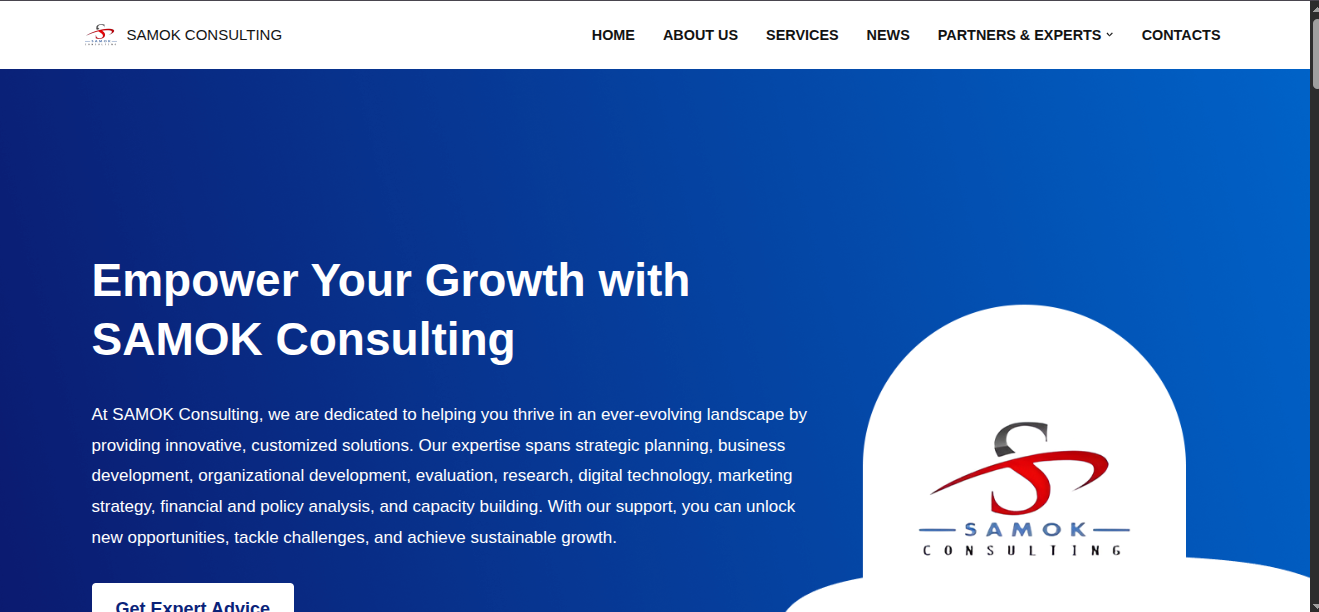 SAMOK CONSULTING
HOME ABOUT US SERVICES NEWS PARTNERS & EXPERTS CONTACTS
Empower Your Growth with
SAMOK Consulting
At SAMOK Consulting, we are dedicated to helping you thrive in an ever-evolving landscape by
providing innovative, customized solutions. Our expertise spans strategic planning, business
development, organizational development, evaluation, research, digital technology, marketing
strategy, financial and policy analysis, and capacity building. With our support, you can unlock
new opportunities, tackle challenges, and achieve sustainable growth.
Get Expert Advice
S
SAMOK
CONSULTING